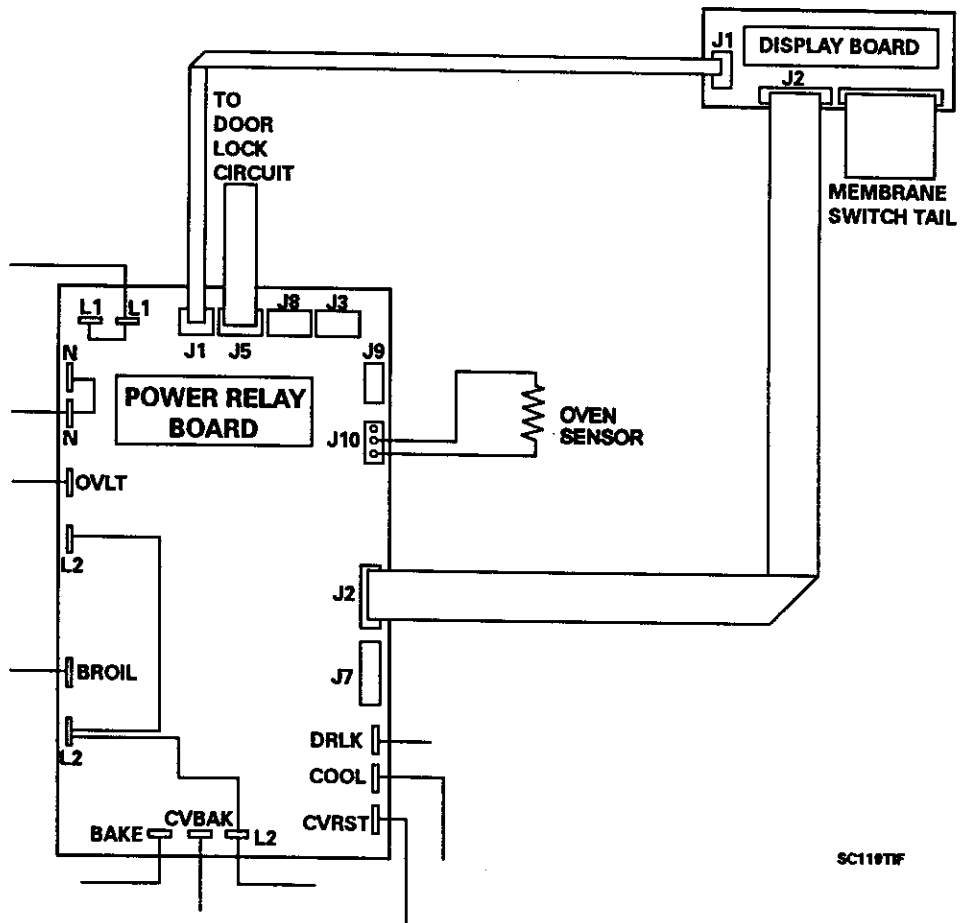 J1
DISPLAY BOARD
J2
TO
DOOR
LOCK
CIRCUIT
MEMBRANE
SWITCH TAIL
L1
L1
J1
J5
J8
J3
N
J9
POWER RELAY
BOARD
N
J10
OVEN
SENSOR
OVLT
L2
J2
BROIL
J7
L2
DRLK
COOL
CVRST
BAKE
CVBAK
L2
SC119TIF